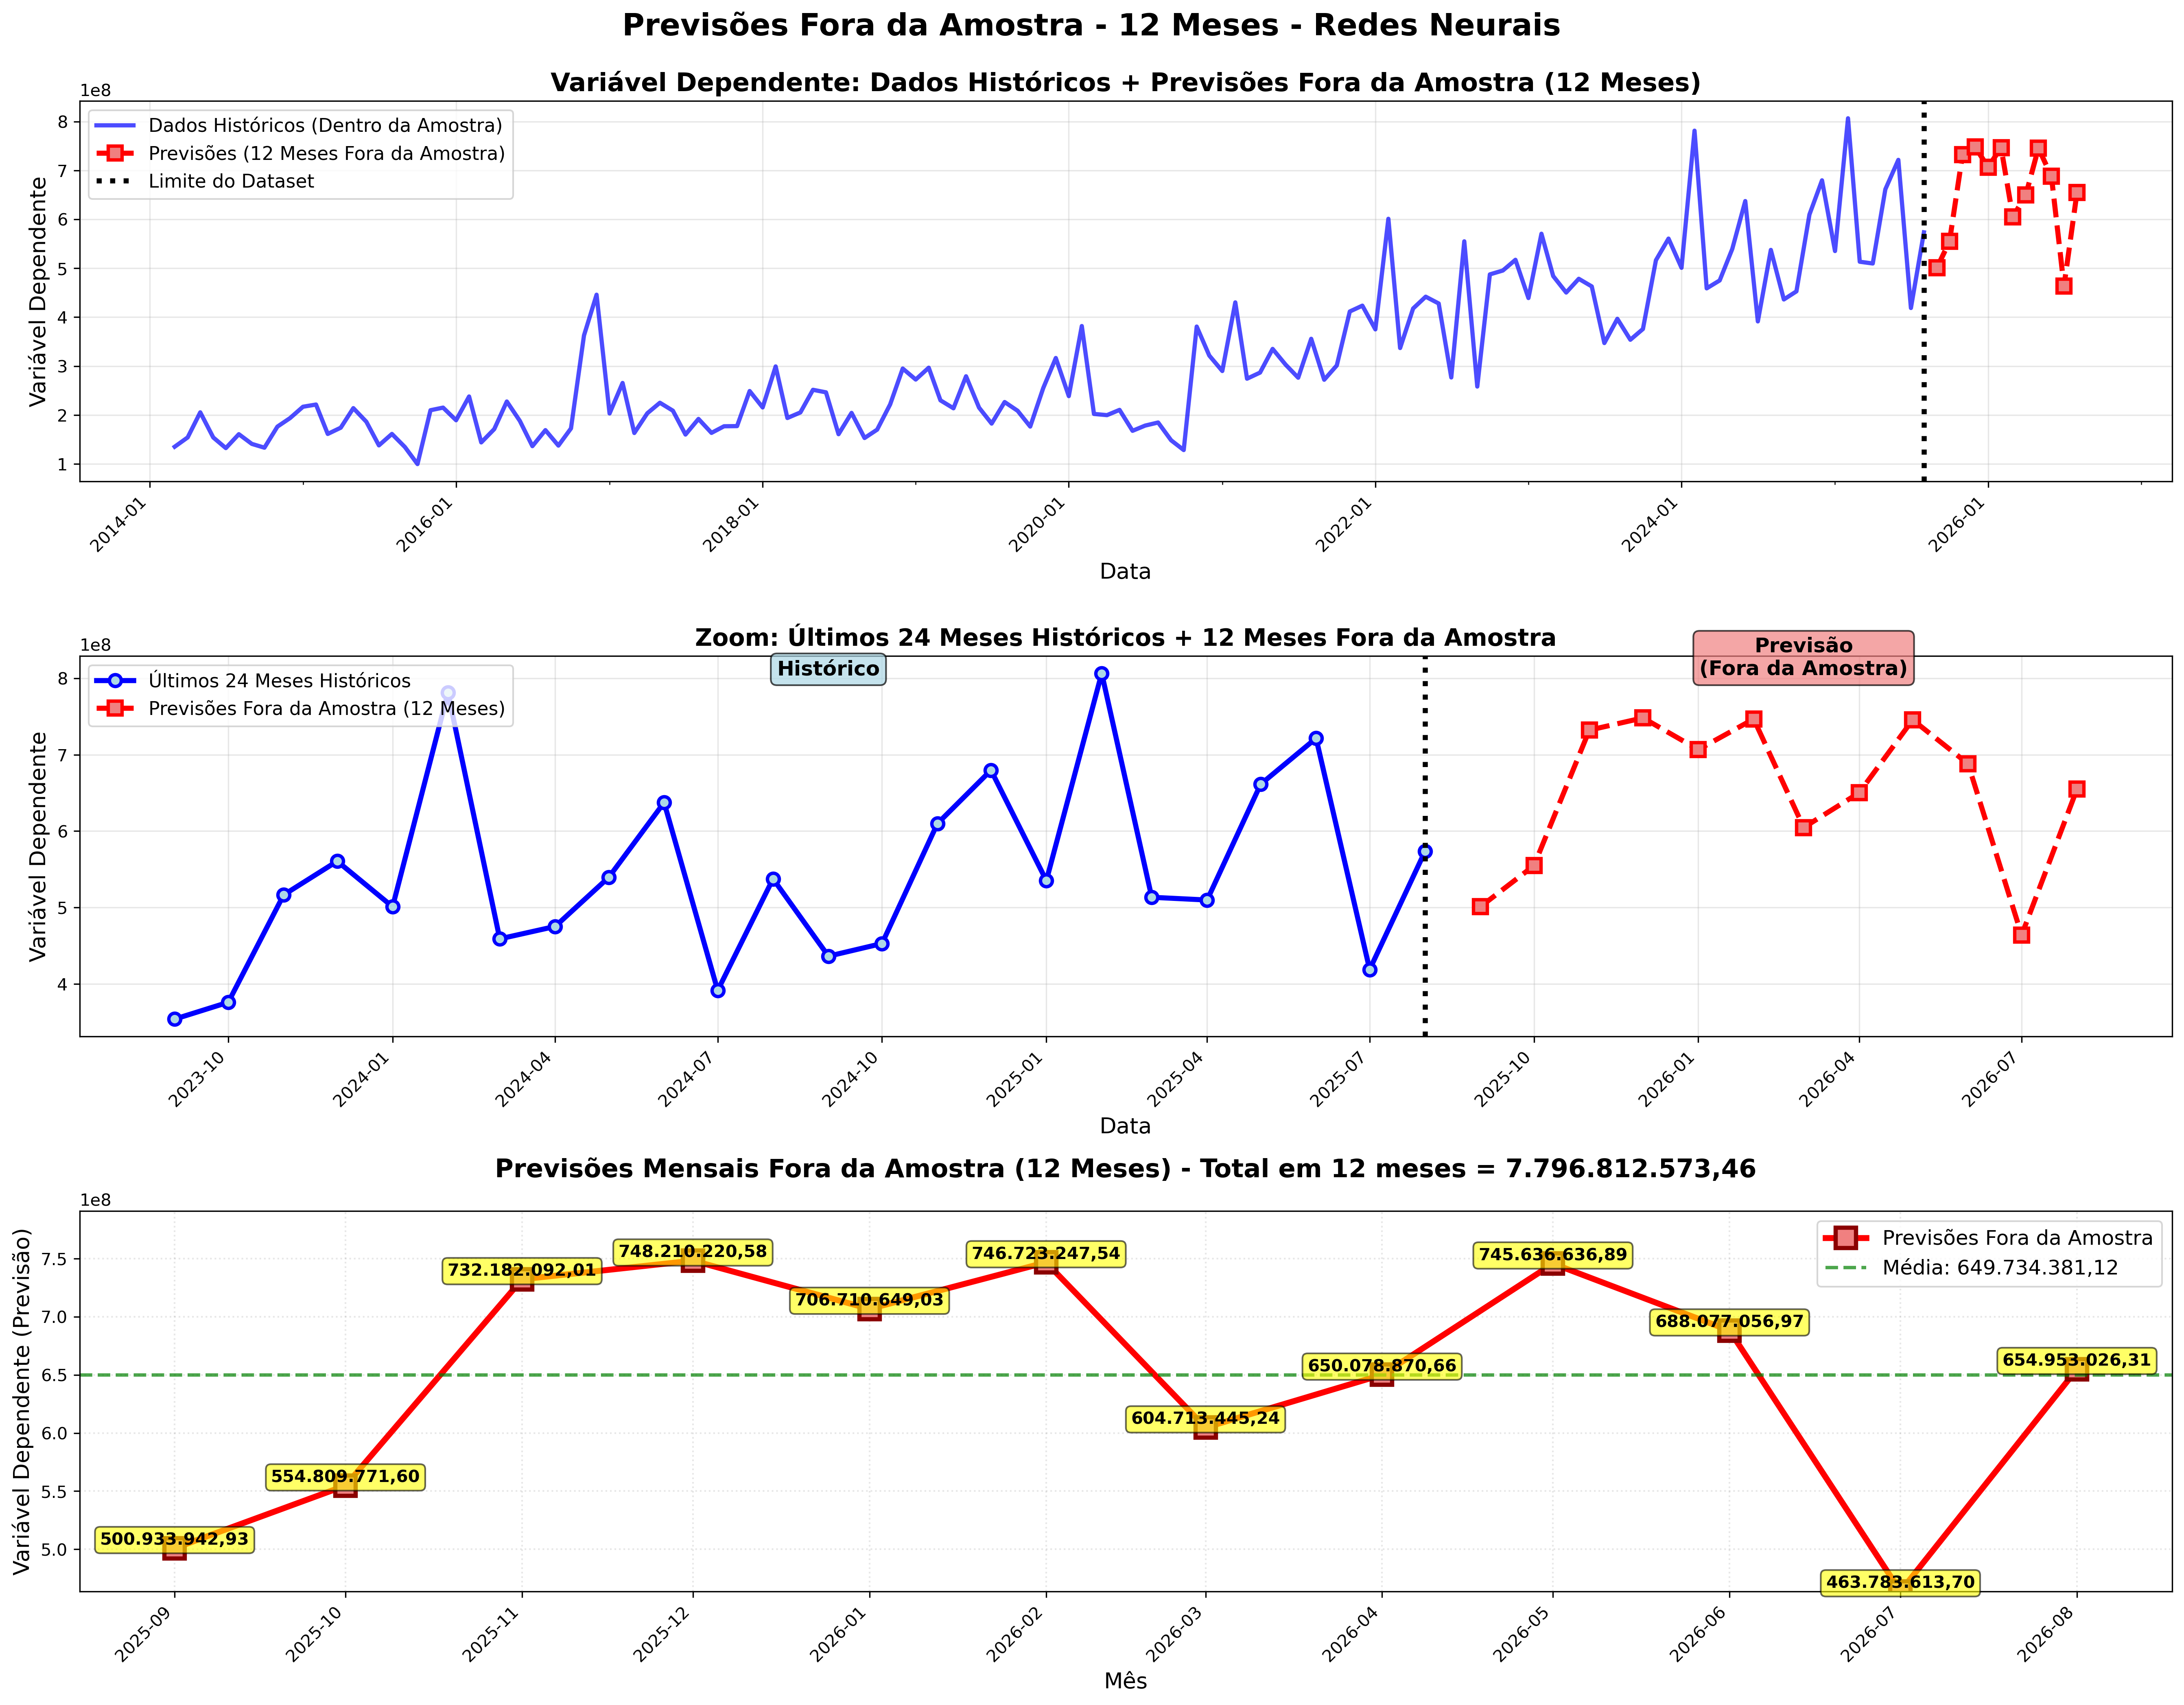 Previsões Fora da Amostra - 12 Meses - Redes Neurais
Variável Dependente: Dados Históricos + Previsões Fora da Amostra (12 Meses)
1e8
Dados Históricos (Dentro da Amostra)
Previsões (12 Meses Fora da Amostra)
Limite do Dataset
Variável Dependente
8
7
6
5
4
3
2
1
2014-01
2016-01
2018-01
2020-01
2022-01
2024-01
2026-01
Data
Zoom: Últimos 24 Meses Históricos + 12 Meses Fora da Amostra
1e8
Últimos 24 Meses Históricos
Previsões Fora da Amostra (12 Meses)
Histórico
Previsão
(Fora da Amostra)
Variável Dependente
8
7
6
5
4
2023-10
2024-01
2024-04
2024-07
2024-10
2025-01
2025-04
2025-07
2025-10
2026-01
2026-04
2026-07
Data
Previsões Mensais Fora da Amostra (12 Meses) - Total em 12 meses = 7.796.812.573,46
1e8
Previsões Fora da Amostra
Média: 649.734.381,12
Variável Dependente (Previsão)
7.5
7.0
6.5
6.0
5.5
5.0
500.933.942,93
554.809.771,60
732.182.092,01
748.210.220,58
706.710.649,03
746.723.247,54
604.713.445,24
650.078.870,66
745.636.636,89
688.077.056,97
463.783.613,70
654.953.026,31
2025-09
2025-10
2025-11
2025-12
2026-01
2026-02
2026-03
2026-04
2026-05
2026-06
2026-07
2026-08
Mês